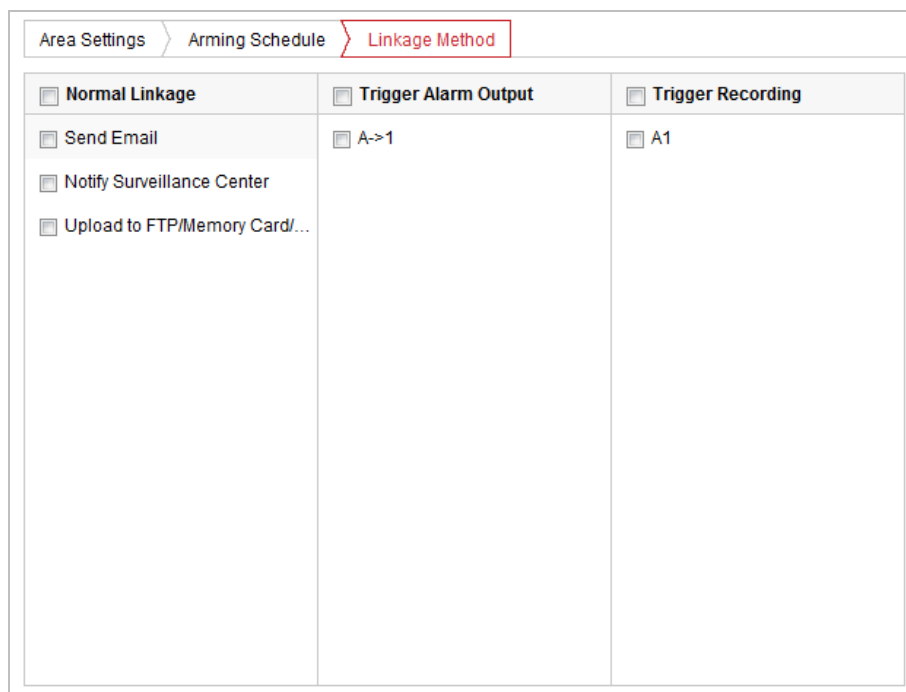 Area Settings Arming Schedule Linkage Method
Normal Linkage Trigger Alarm Output Trigger Recording
Send Email A->1 A1
Notify Surveillance Center
Upload to FTP/Memory Card/...